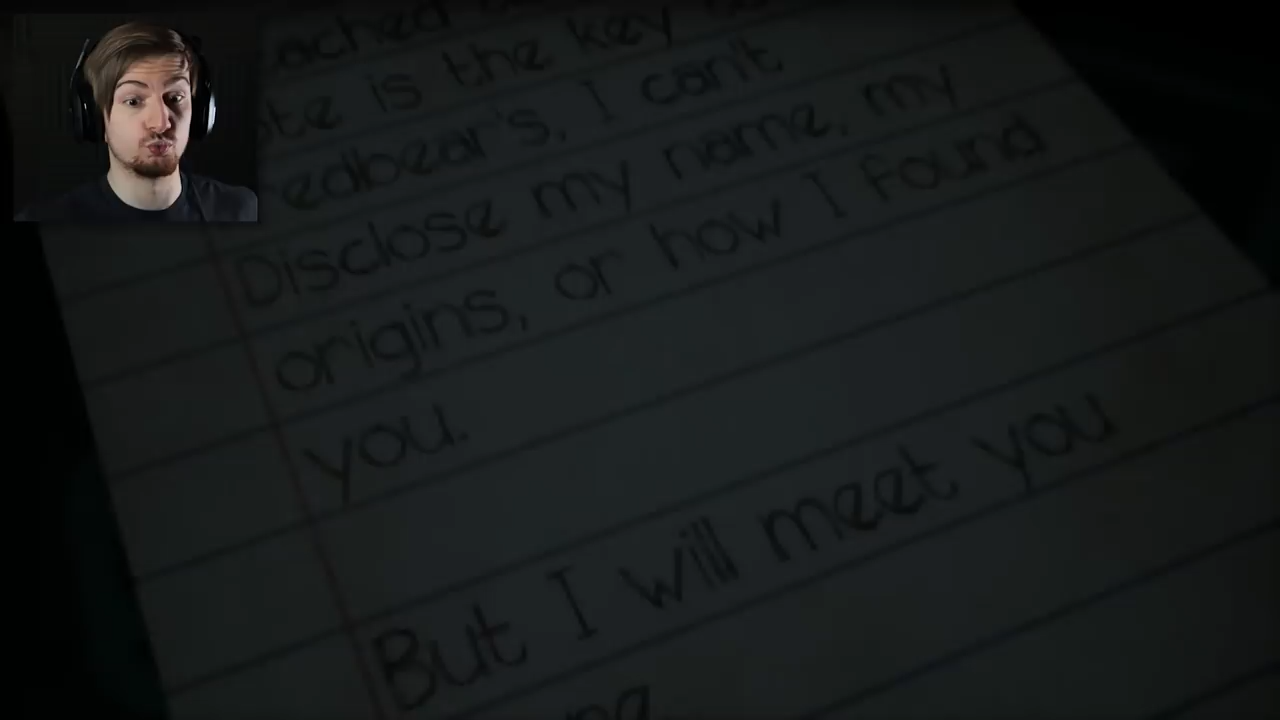 is the key
I can't
Disclose my name, my
origins, or how I found
you.
But I will meet you